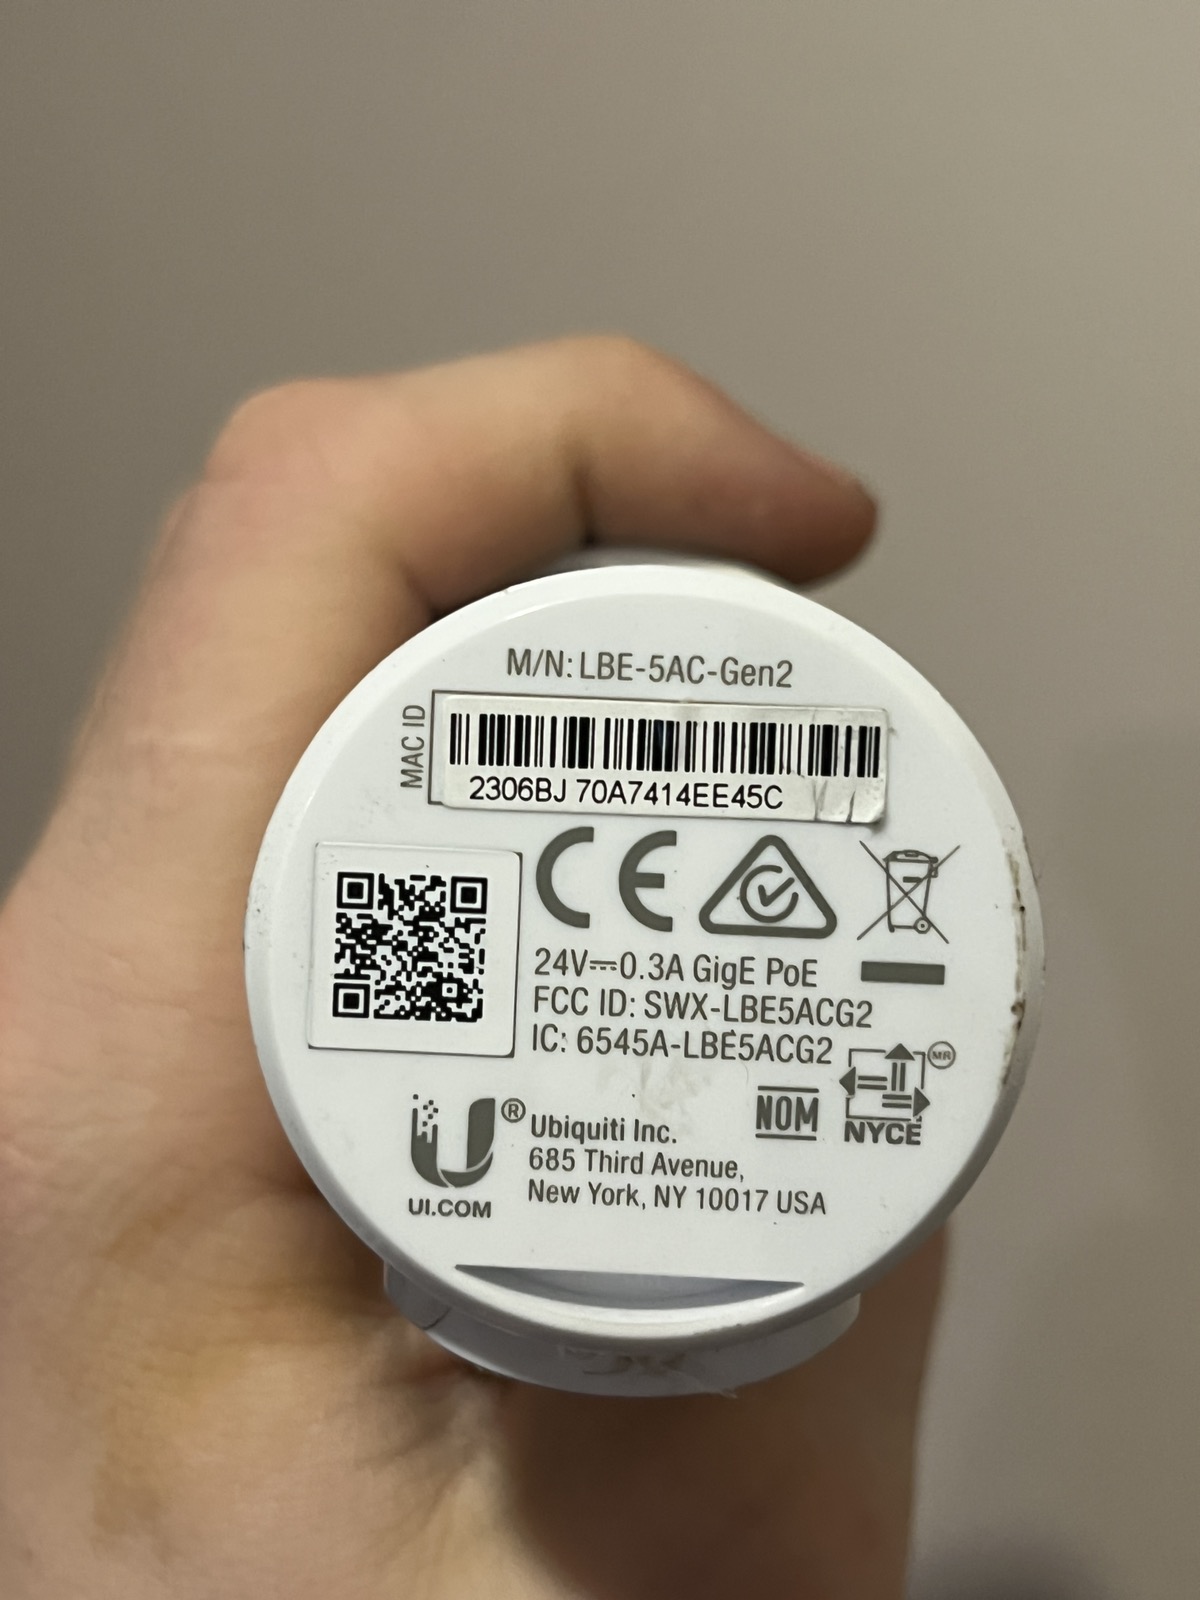 M/N: LBE-5AC-Gen2
MAC ID
2306BJ 70A7414EE45C
CE
24V⎓0.3A GigE PoE
FCC ID: SWX-LBE5ACG2
IC: 6545A-LBE5ACG2
MR
NOM
NYCE
U®
UI.COM
Ubiquiti Inc.
685 Third Avenue,
New York, NY 10017 USA